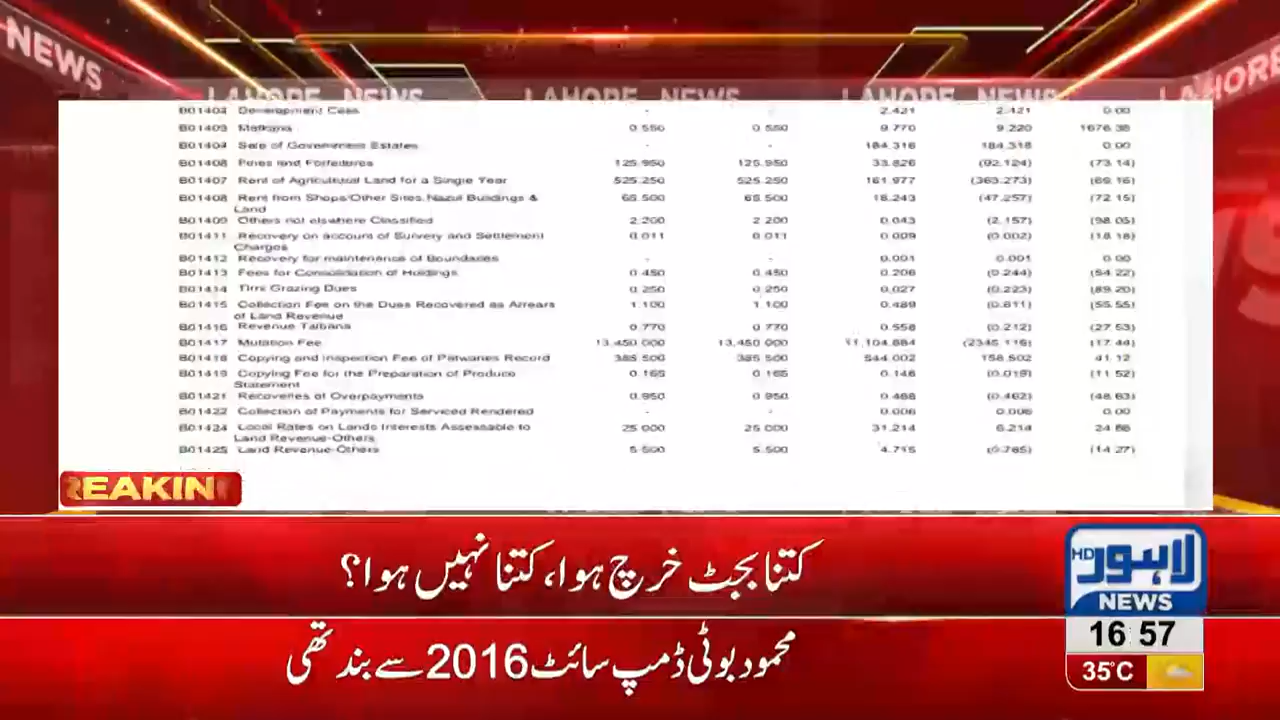 NEWS
LAHORE NEWS LAHORE NEWS LAHORE NEWS LAHORE
Development Cess - - 2.421 2.421 0.00
Malkana 0.550 0.550 9.770 9.220 1676.36
Sale of Government Estates - - 184.316 184.316 0.00
Fines and Forfeitures 125.950 125.950 33.826 (92.124) (73.14)
B01407 Rent of Agricultural Land for a Single Year 525.250 525.250 161.977 (363.273) (69.16)
B01408 Rent from Shops/Other Sites Nazul Buildings & 65.500 65.500 18.243 (47.257) (72.15)
Land
B01409 Others not elswhere Classified 2.200 2.200 0.043 (2.157) (98.05)
B01411 Recovery on account of Survery and Settlement 0.011 0.011 0.009 (0.002) (18.18)
Charges
B01412 Recovery for maintenance of Boundaries - - 0.001 0.001 0.00
B01413 Fees for Consolidation of Holdings 0.450 0.450 0.206 (0.244) (54.22)
B01414 Tirni Grazing Dues 0.250 0.250 0.027 (0.223) (89.20)
B01415 Collection Fee on the Dues Recovered as Arrears 1.100 1.100 0.489 (0.611) (55.55)
of Land Revenue
B01416 Revenue Talbana 0.770 0.770 0.558 (0.212) (27.53)
B01417 Mutation Fee 13,450.000 13,450.000 11,104.884 (2345.116) (17.44)
B01418 Copying and Inspection Fee of Patwaries Record 385.500 385.500 544.002 158.502 41.12
B01419 Copying Fee for the Preparation of Produce 0.165 0.165 0.146 (0.019) (11.52)
Statement
B01421 Recoveries of Overpayments 0.950 0.950 0.488 (0.462) (48.63)
B01422 Collection of Payments for Serviced Rendered - - 0.006 0.006 0.00
B01424 Local Rates on Lands Interests Assessable to 25.000 25.000 31.214 6.214 24.86
Land Revenue-Others
B01425 Land Revenue-Others 5.500 5.500 4.715 (0.785) (14.27)
REAKIN
کتنا بجٹ خرچ ہوا، کتنا نہیں ہوا؟
محمود بوٹی ڈمپ سائٹ 2016 سے بند تھی
لاہور HD
NEWS
16:57
35°C